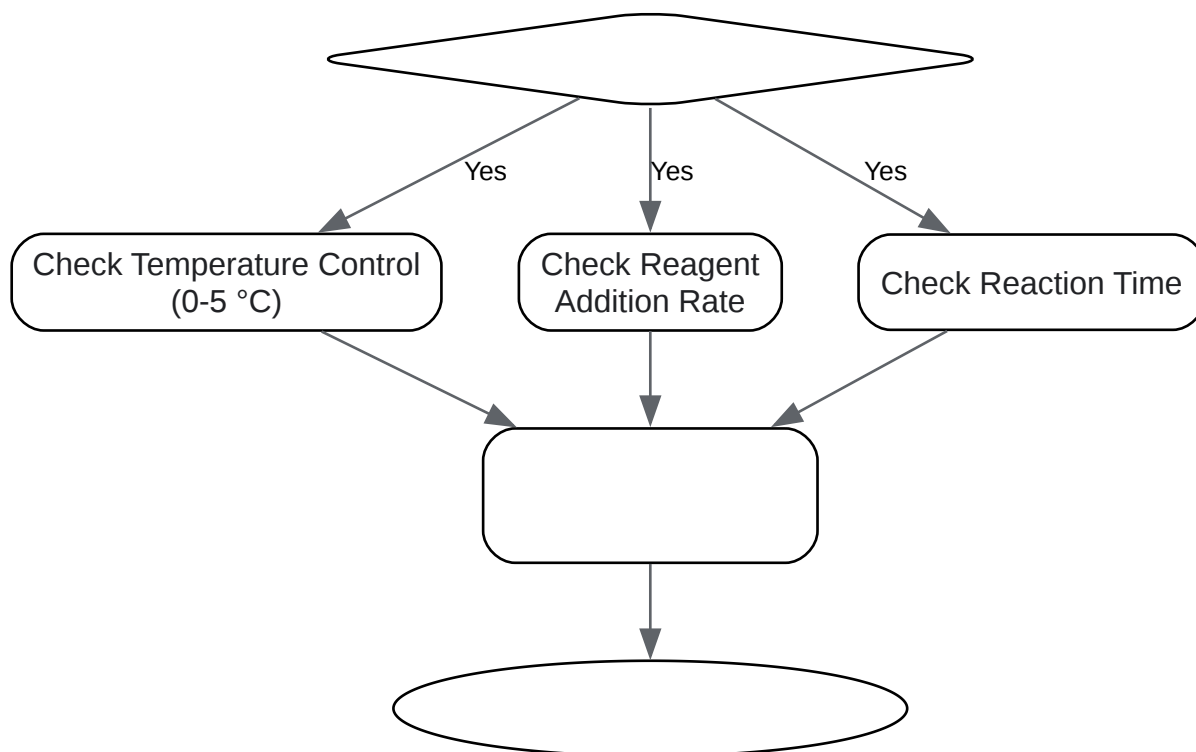 Yes
Yes
Yes
Check Temperature Control
(0-5 °C)
Check Reagent
Addition Rate
Check Reaction Time